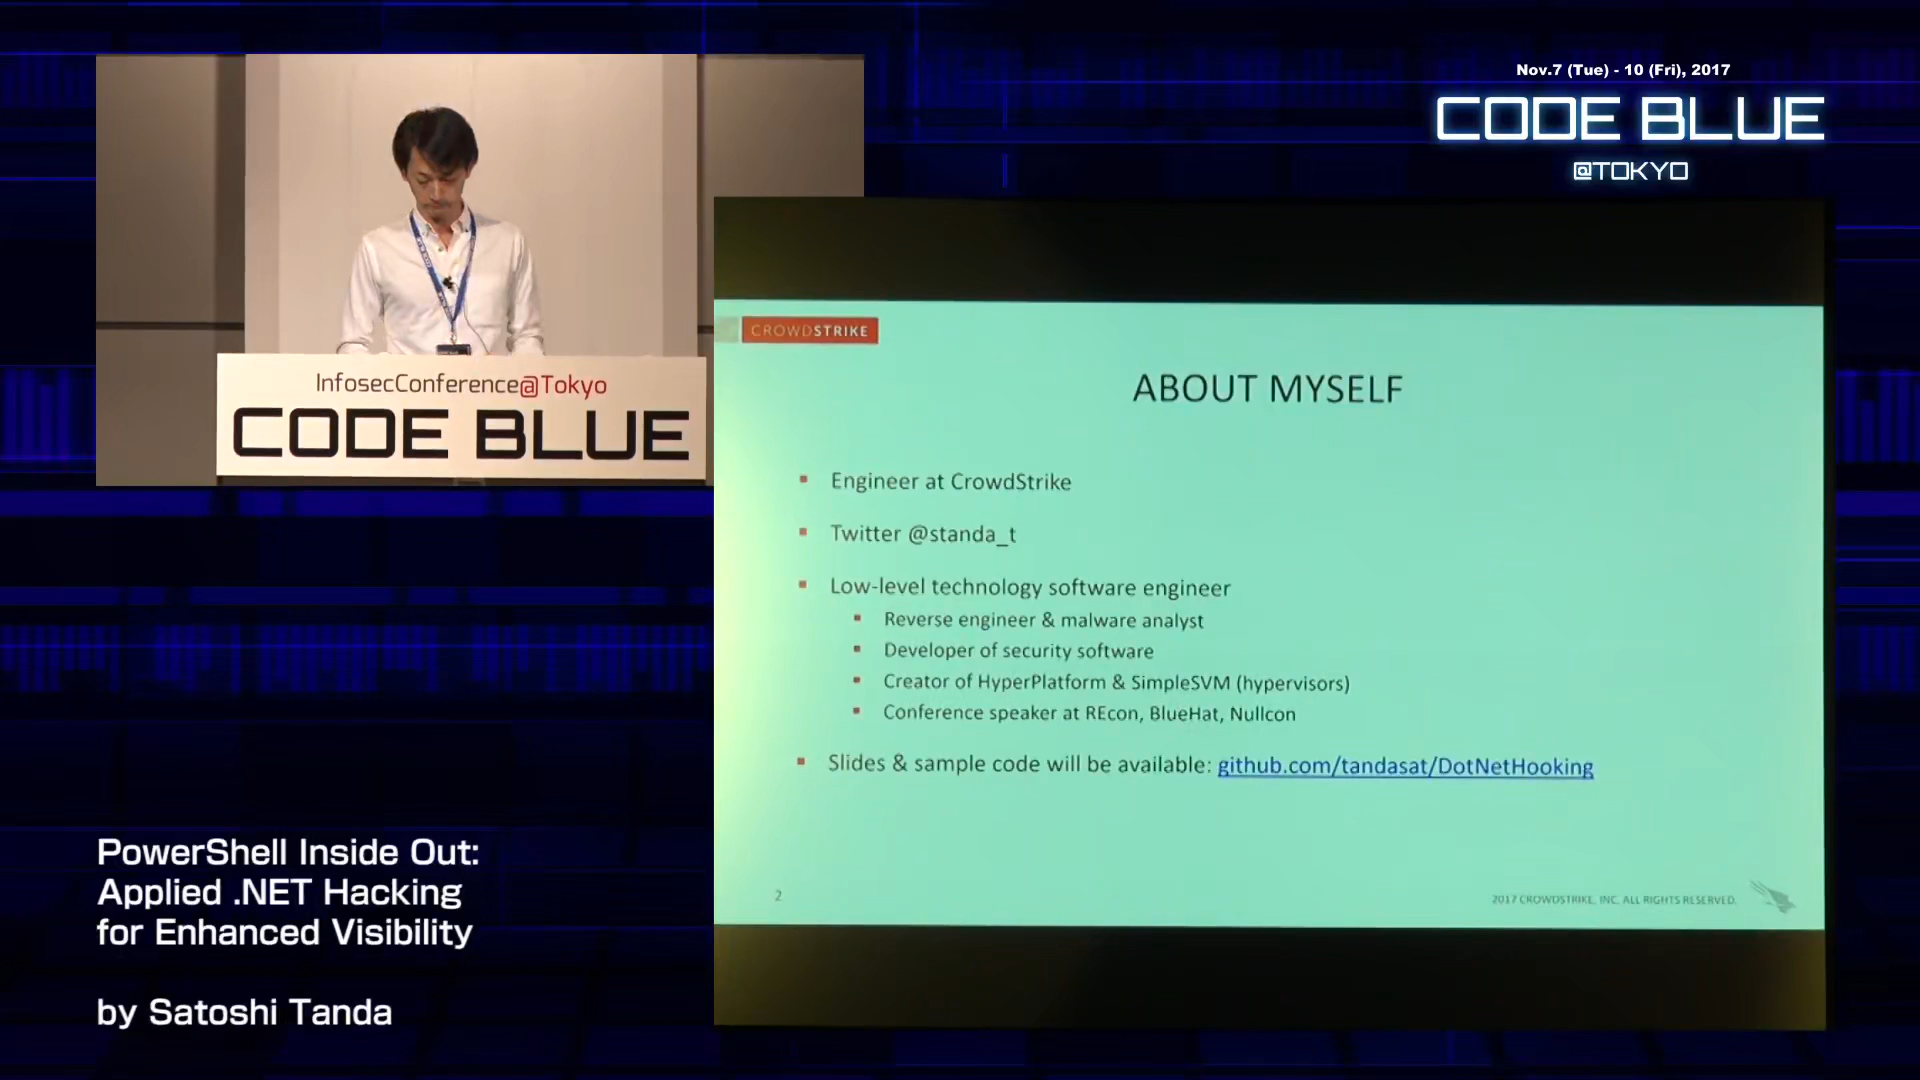 Nov.7 (Tue) - 10 (Fri), 2017
CODE BLUE
@TOKYO
InfosecConference@Tokyo
CODE BLUE
CROWDSTRIKE
ABOUT MYSELF
Engineer at CrowdStrike
Twitter @standa_t
Low-level technology software engineer
Reverse engineer & malware analyst
Developer of security software
Creator of HyperPlatform & SimpleSVM (hypervisors)
Conference speaker at REcon, BlueHat, Nullcon
Slides & sample code will be available: github.com/tandasat/DotNetHooking
2
2017 CROWDSTRIKE, INC. ALL RIGHTS RESERVED.
PowerShell Inside Out:
Applied .NET Hacking
for Enhanced Visibility
by Satoshi Tanda